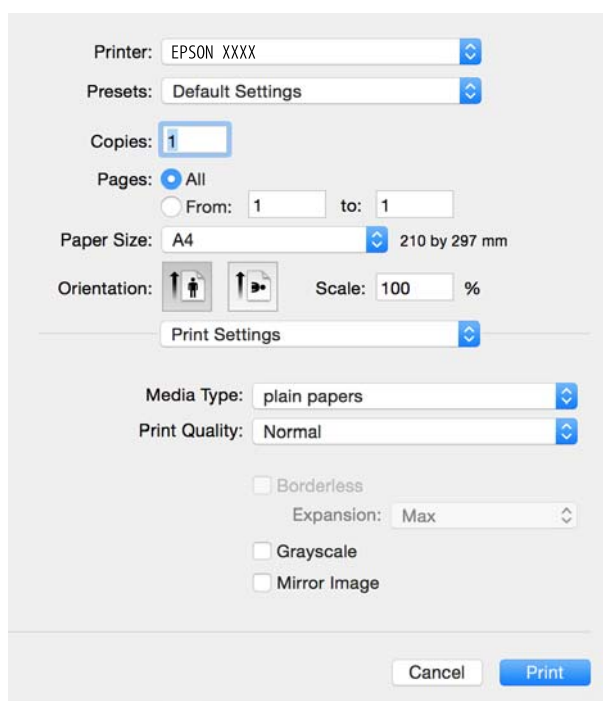 Printer: EPSON XXXX
Presets: Default Settings
Copies: 1
Pages: All
From: 1 to: 1
Paper Size: A4 210 by 297 mm
Orientation: Scale: 100 %
Print Settings
Media Type: plain papers
Print Quality: Normal
Borderless
Expansion: Max
Grayscale
Mirror Image
Cancel Print